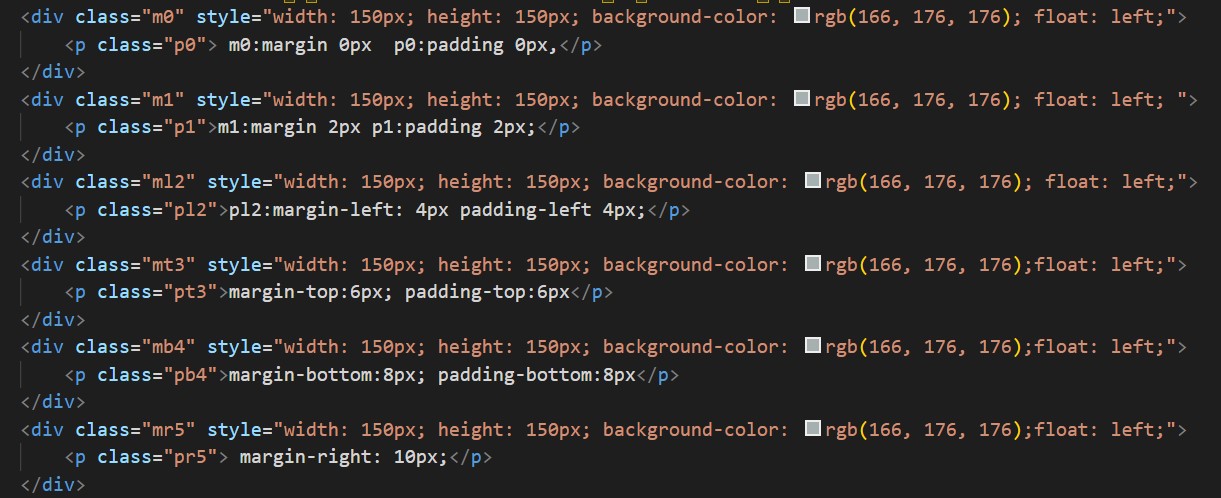 <div class="m0" style="width: 150px; height: 150px; background-color: rgb(166, 176, 176); float: left;">
    <p class="p0"> m0:margin 0px  p0:padding 0px,</p>
</div>
<div class="m1" style="width: 150px; height: 150px; background-color: rgb(166, 176, 176); float: left; ">
    <p class="p1">m1:margin 2px p1:padding 2px;</p>
</div>
<div class="ml2" style="width: 150px; height: 150px; background-color: rgb(166, 176, 176); float: left;">
    <p class="pl2">pl2:margin-left: 4px padding-left 4px;</p>
</div>
<div class="mt3" style="width: 150px; height: 150px; background-color: rgb(166, 176, 176);float: left;">
    <p class="pt3">margin-top:6px; padding-top:6px</p>
</div>
<div class="mb4" style="width: 150px; height: 150px; background-color: rgb(166, 176, 176);float: left;">
    <p class="pb4">margin-bottom:8px; padding-bottom:8px</p>
</div>
<div class="mr5" style="width: 150px; height: 150px; background-color: rgb(166, 176, 176);float: left;">
    <p class="pr5"> margin-right: 10px;</p>
</div>